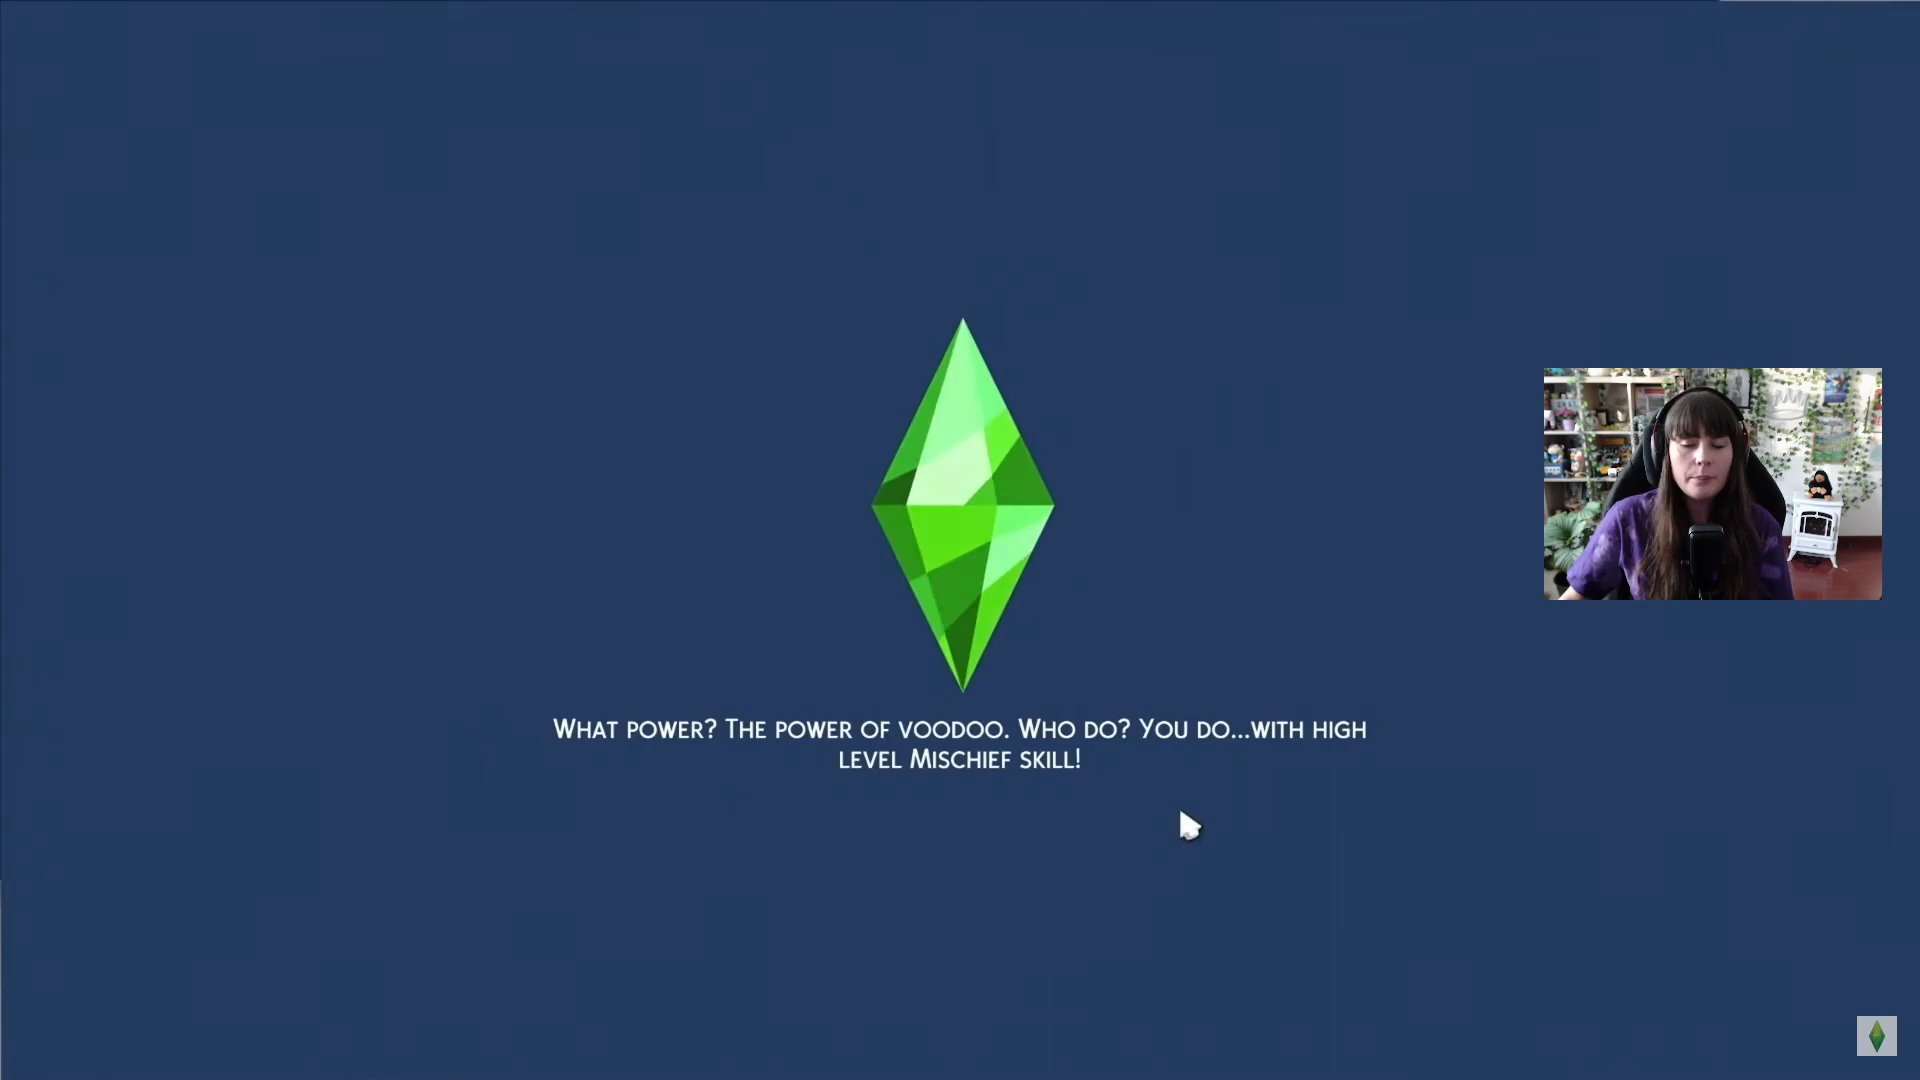 What power? The power of voodoo. Who do? You do...with high
level Mischief skill!